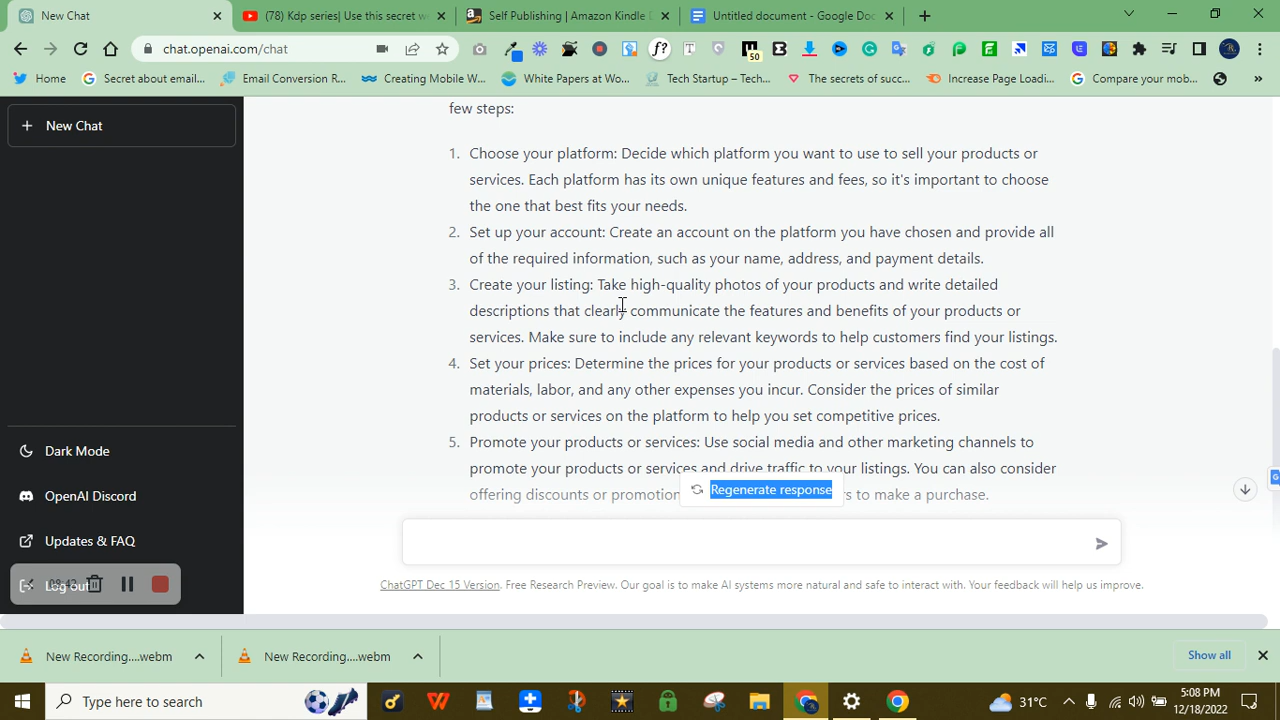 New Chat
(78) Kdp series| Use this secret w
Self Publishing | Amazon Kindle
Untitled document - Google Doc
chat.openai.com/chat
50
Home
Secret about email...
Email Conversion R...
Creating Mobile W...
White Papers at Wo...
Tech Startup – Tech...
The secrets of succ...
Increase Page Loadi...
Compare your mob...
New Chat
few steps:
1. Choose your platform: Decide which platform you want to use to sell your products or
services. Each platform has its own unique features and fees, so it's important to choose
the one that best fits your needs.
2. Set up your account: Create an account on the platform you have chosen and provide all
of the required information, such as your name, address, and payment details.
3. Create your listing: Take high-quality photos of your products and write detailed
descriptions that clearly communicate the features and benefits of your products or
services. Make sure to include any relevant keywords to help customers find your listings.
4. Set your prices: Determine the prices for your products or services based on the cost of
materials, labor, and any other expenses you incur. Consider the prices of similar
products or services on the platform to help you set competitive prices.
5. Promote your products or services: Use social media and other marketing channels to
promote your products or services and drive traffic to your listings. You can also consider
offering discounts or promotion to make a purchase.
Regenerate response
Dark Mode
OpenAI Discord
Updates & FAQ
Log out
ChatGPT Dec 15 Version. Free Research Preview. Our goal is to make AI systems more natural and safe to interact with. Your feedback will help us improve.
New Recording....webm
New Recording....webm
Show all
Type here to search
31°C
5:08 PM
12/18/2022